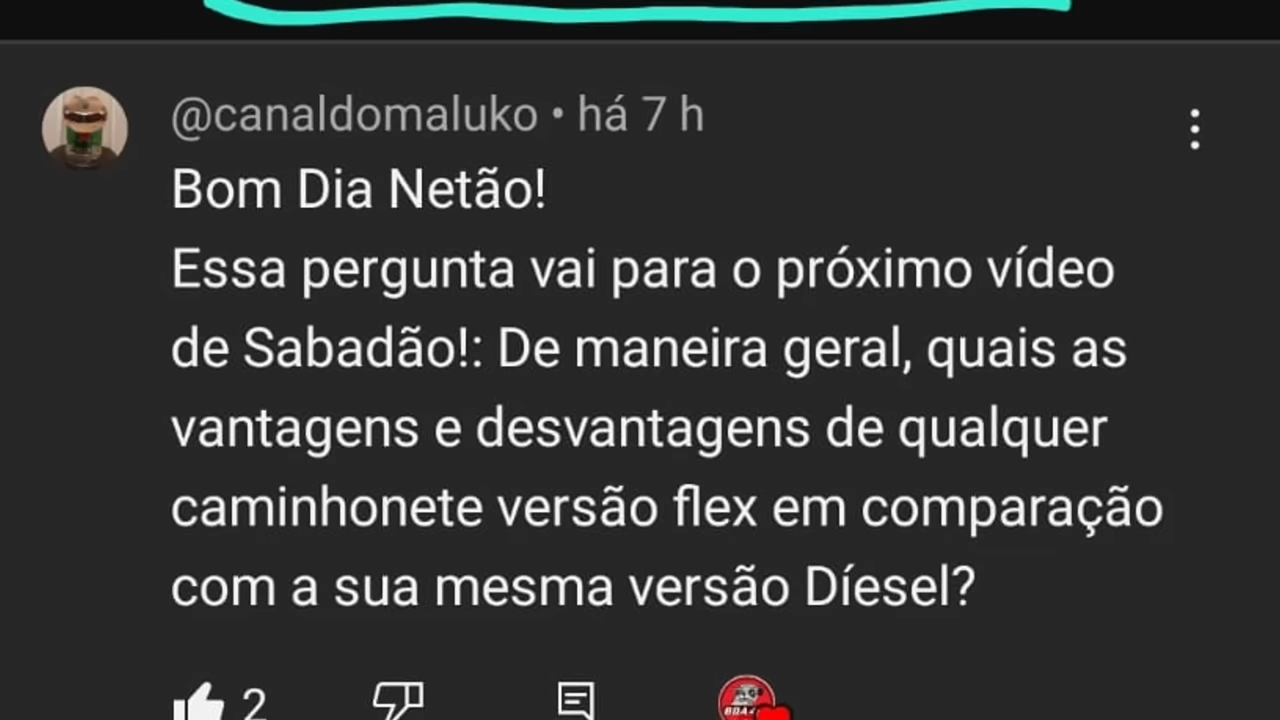 @canaldomaluko • há 7 h
Bom Dia Netão!
Essa pergunta vai para o próximo vídeo
de Sabadão!: De maneira geral, quais as
vantagens e desvantagens de qualquer
caminhonete versão flex em comparação
com a sua mesma versão Díesel?
2